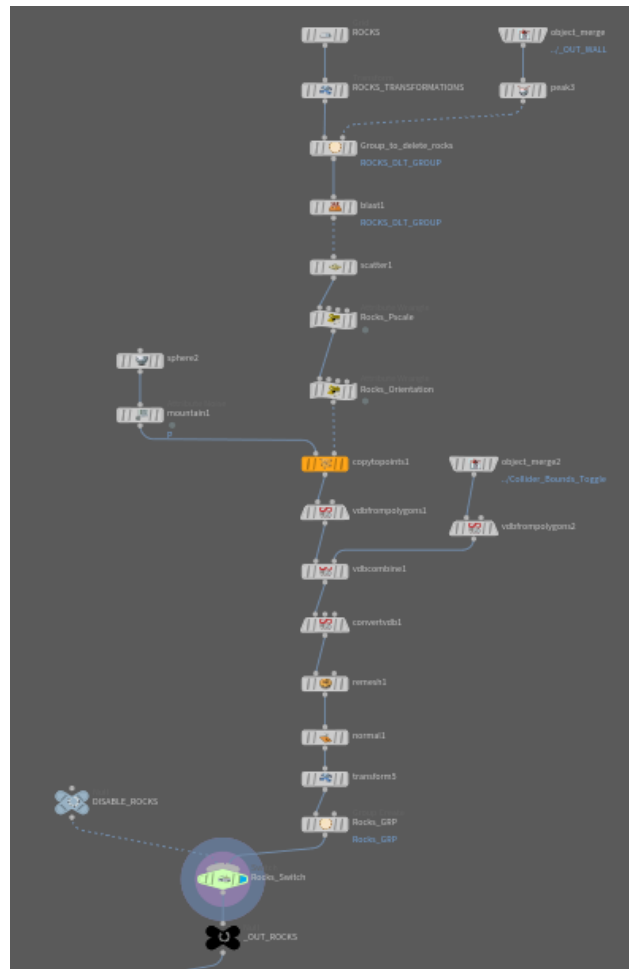 ROCKS
object_merge
../_OUT_WALL
ROCKS_TRANSFORMATIONS
peak3
Group_to_delete_rocks
ROCKS_DLT_GROUP
blast1
ROCKS_DLT_GROUP
scatter1
Rocks_Pscale
sphere2
Rocks_Orientation
mountain1
P
copytopoints1
object_merge2
../Collider_Bounds_Toggle
vdbfrompolygons1
vdbfrompolygons2
vdbcombine1
convertvdb1
remesh1
normal1
transform5
DISABLE_ROCKS
Rocks_GRP
Rocks_GRP
Rocks_Switch
_OUT_ROCKS